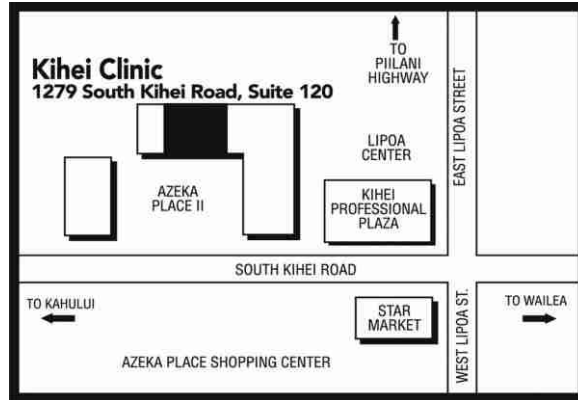 Kihei Clinic
1279 South Kihei Road, Suite 120
TO
PIILANI
HIGHWAY
EAST LIPOA STREET
LIPOA
CENTER
AZEKA
PLACE II
KIHEI
PROFESSIONAL
PLAZA
SOUTH KIHEI ROAD
TO KAHULUI
STAR
MARKET
WEST LIPOA ST.
TO WAILEA
AZEKA PLACE SHOPPING CENTER